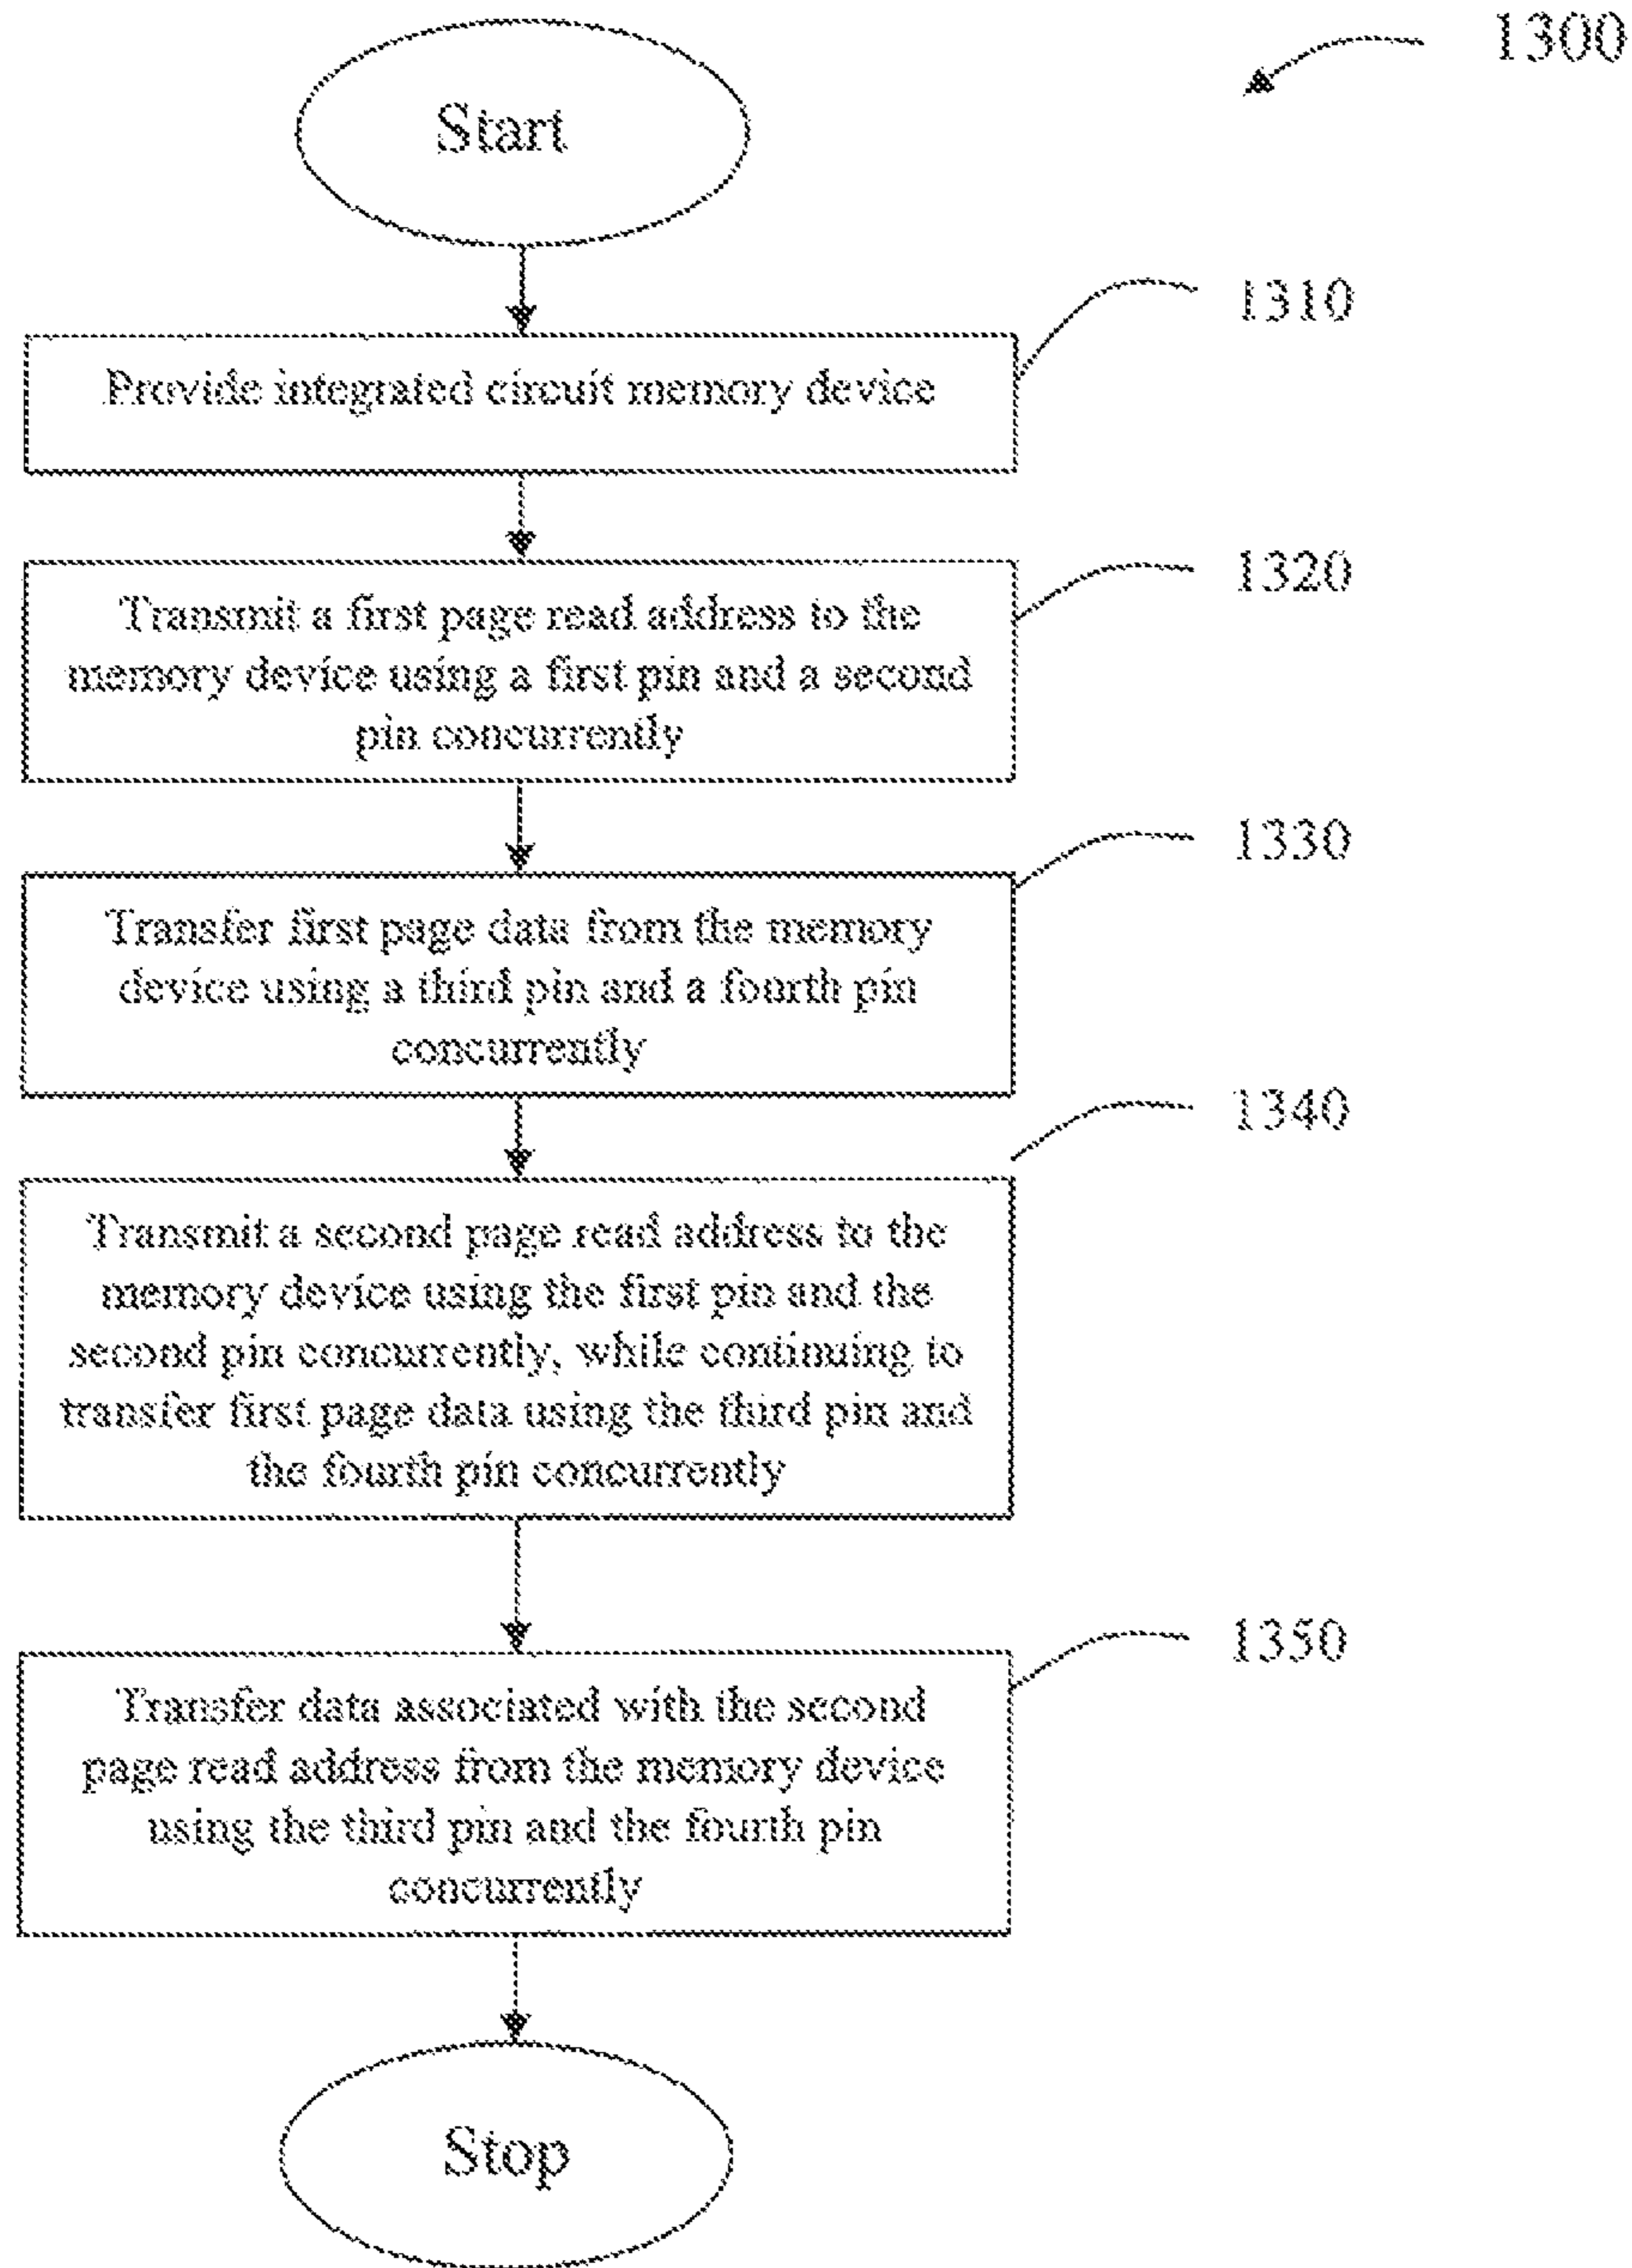 1300
Start
1310
Provide integrated circuit memory device
1320
Transmit a first page read address to the
memory device using a first pin and a second
pin concurrently
1330
Transfer first page data from the memory
device using a third pin and a fourth pin
concurrently
1340
Transmit a second page read address to the
memory device using the first pin and the
second pin concurrently, while continuing to
transfer first page data using the third pin and
the fourth pin concurrently
1350
Transfer data associated with the second
page read address from the memory device
using the third pin and the fourth pin
concurrently
Stop